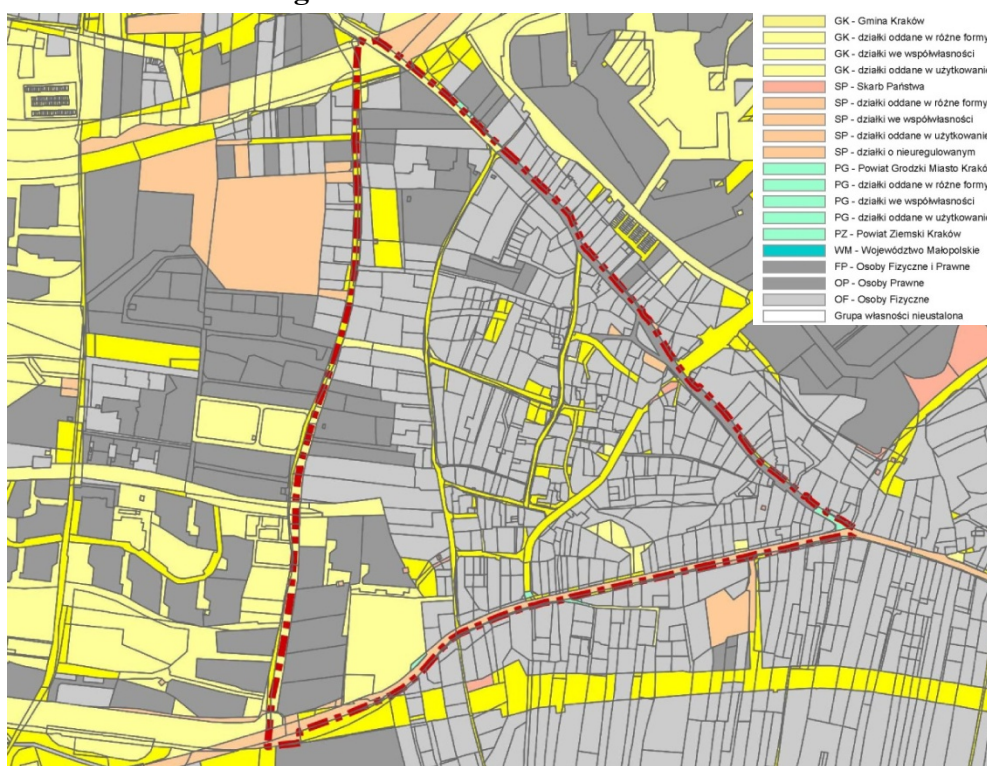 GK - Gmina Kraków
GK - działki oddane w różne formy
GK - działki we współwłasności
GK - działki oddane w użytkowanie
SP - Skarb Państwa
SP - działki oddane w różne formy
SP - działki we współwłasności
SP - działki oddane w użytkowanie
SP - działki o nieuregulowanym
PG - Powiat Grodzki Miasto Kraków
PG - działki oddane w różne formy
PG - działki we współwłasności
PG - działki oddane w użytkowanie
PZ - Powiat Ziemski Kraków
WM - Województwo Małopolskie
FP - Osoby Fizyczne i Prawne
OP - Osoby Prawne
OF - Osoby Fizyczne
Grupa własności nieustalona